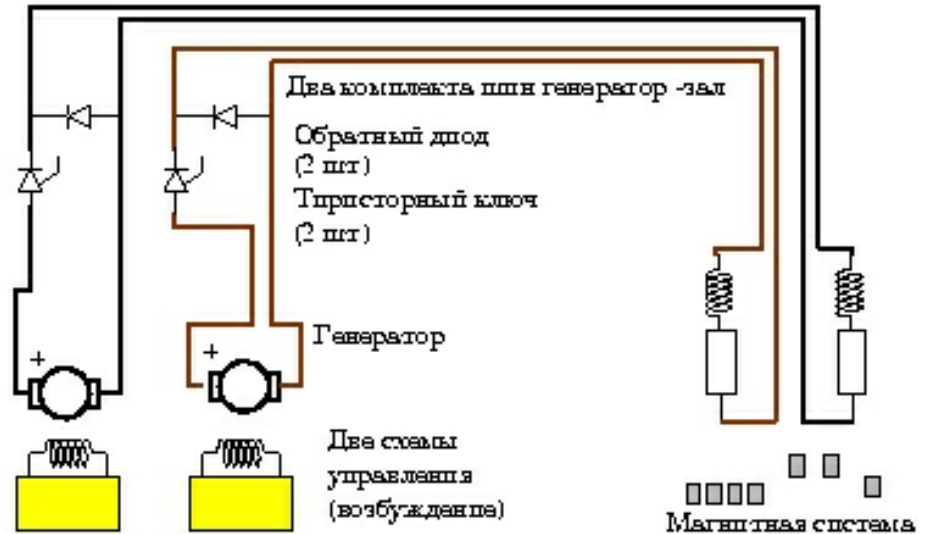 Два комплекта шин генератор -зал
Обратный диод
(2 шт)
Тиристорный ключ
(2 шт)
Генератор
+
+
Две схемы
управления
(возбуждение)
Магнитная система